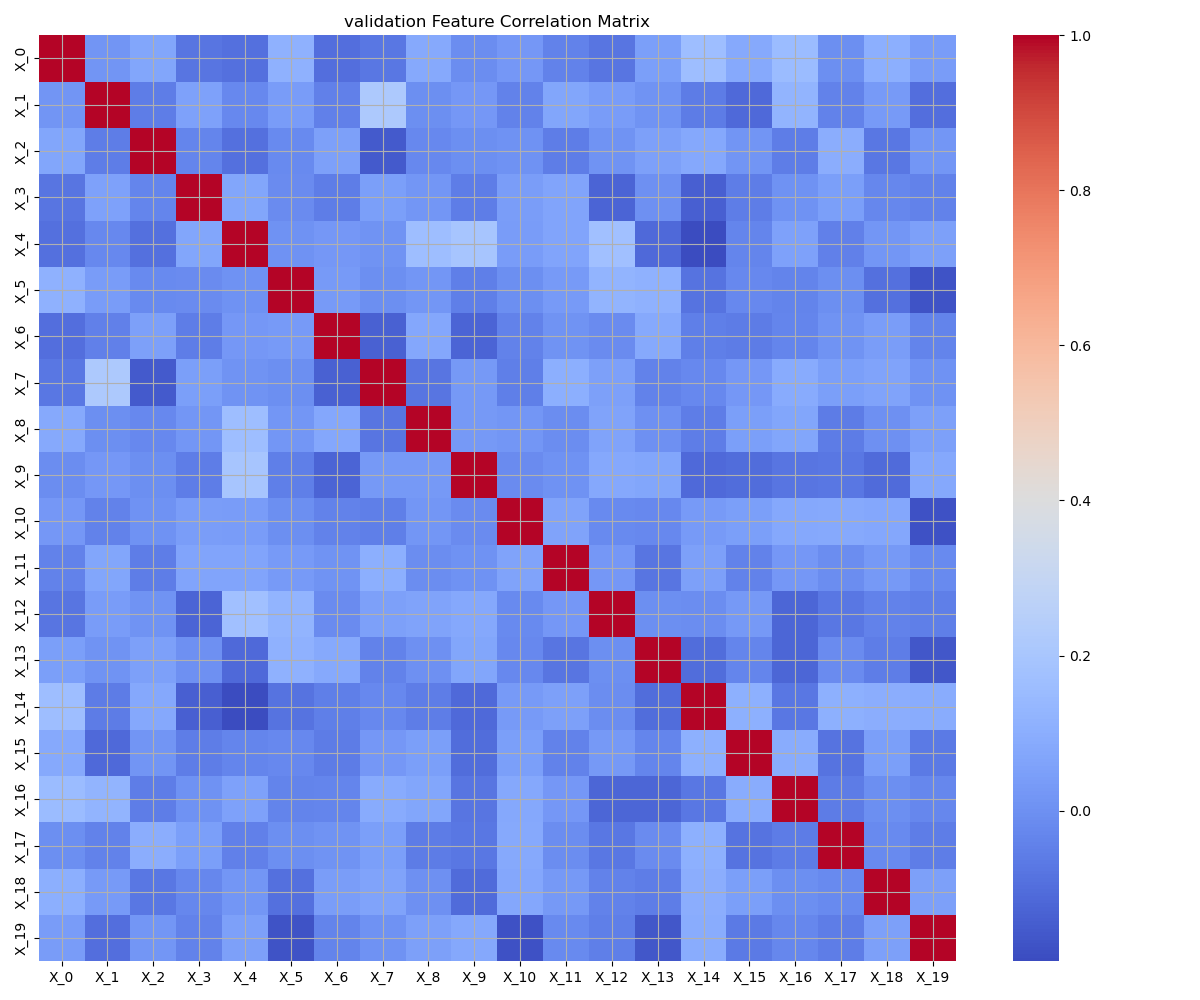 validation Feature Correlation Matrix
X_0
X_1
X_2
X_3
X_4
X_5
X_6
X_7
X_8
X_9
X_10
X_11
X_12
X_13
X_14
X_15
X_16
X_17
X_18
X_19
X_0 X_1 X_2 X_3 X_4 X_5 X_6 X_7 X_8 X_9 X_10 X_11 X_12 X_13 X_14 X_15 X_16 X_17 X_18 X_19
1.0
0.8
0.6
0.4
0.2
0.0